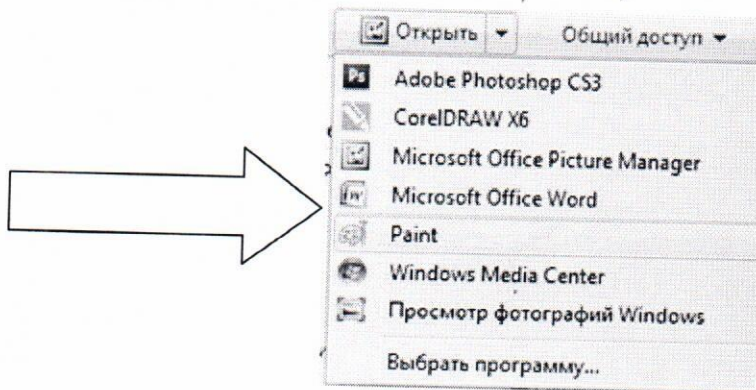 Открыть Общий доступ
Adobe Photoshop CS3
CorelDRAW X6
Microsoft Office Picture Manager
Microsoft Office Word
Paint
Windows Media Center
Просмотр фотографий Windows
Выбрать программу...